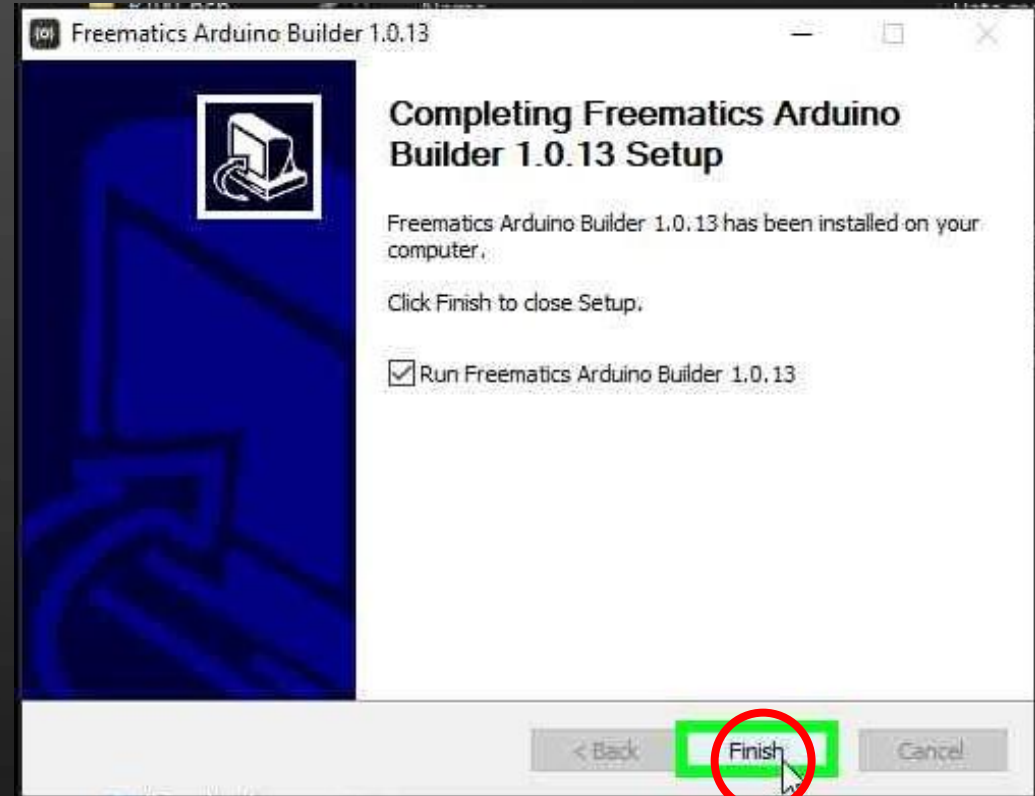 Freematics Arduino Builder 1.0.13
Completing Freematics Arduino
Builder 1.0.13 Setup
Freematics Arduino Builder 1.0.13 has been installed on your
computer.
Click Finish to close Setup.
Run Freematics Arduino Builder 1.0.13
< Back Finish Cancel